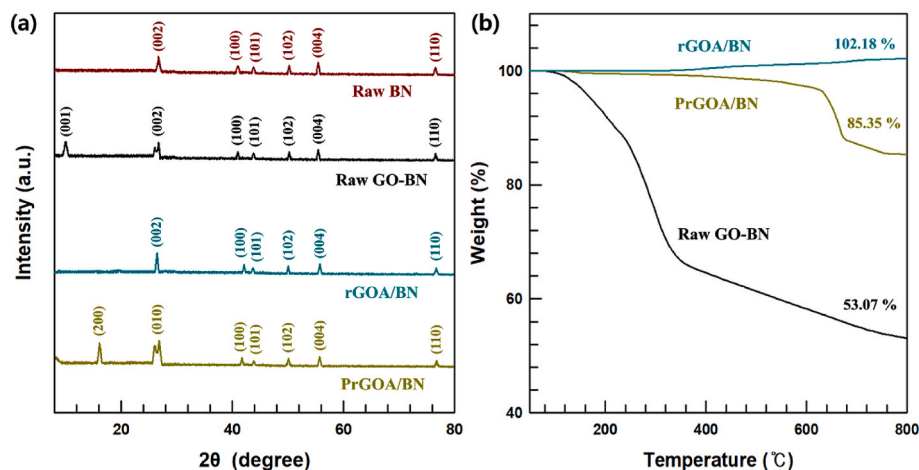 (a)
(002)
(100)
(101)
(102)
(004)
(110)
Raw BN
(001)
(002)
(100)
(101)
(102)
(004)
(110)
Raw GO-BN
(002)
(100)
(101)
(102)
(004)
(110)
rGOA/BN
(200)
(010)
(100)
(101)
(102)
(004)
(110)
PrGOA/BN
Intensity (a.u.)
20 40 60 80
2θ (degree)
(b)
rGOA/BN
102.18 %
PrGOA/BN
85.35 %
Raw GO-BN
53.07 %
Weight (%)
100
80
60
40
200 400 600 800
Temperature (℃)